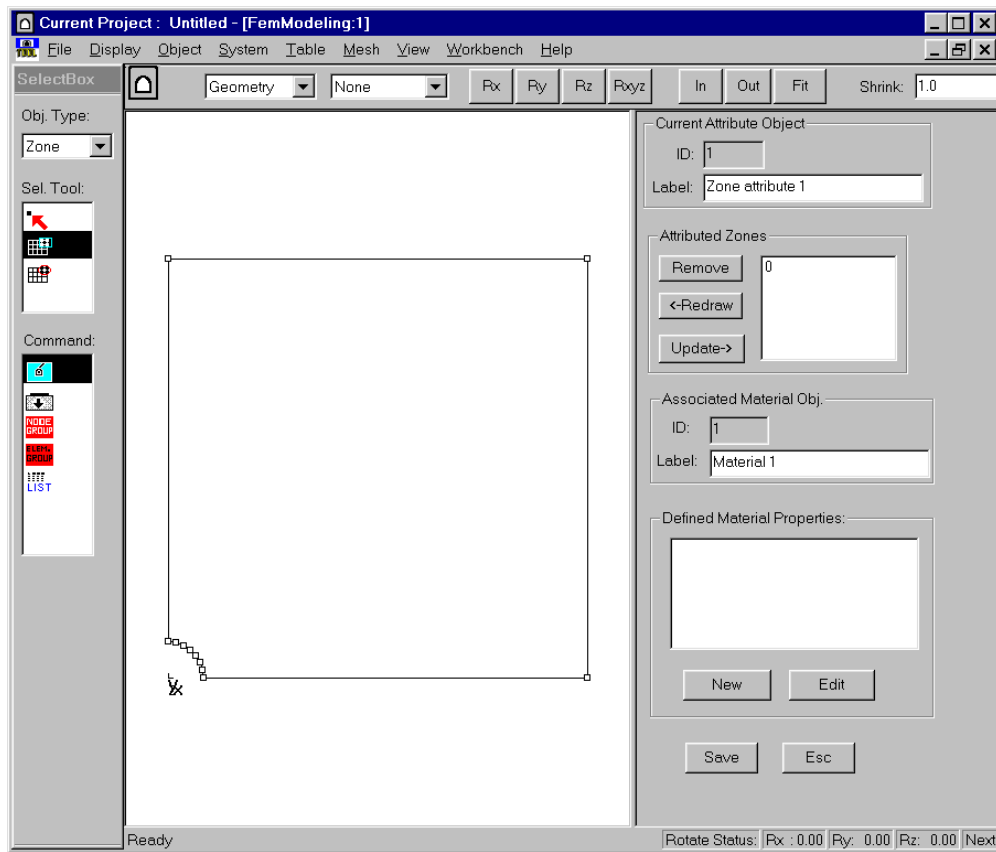 Current Project : Untitled - [FemModeling:1]
File Display Object System Table Mesh View Workbench Help
SelectBox
Geometry None Rx Ry Rz Rxyz In Out Fit Shrink: 1.0
Obj. Type:
Zone
Sel. Tool:
Command:
NODE
GROUP
ELEM.
GROUP
LIST
y
x
Current Attribute Object
ID: 1
Label: Zone attribute 1
Attributed Zones
Remove
0
<-Redraw
Update->
Associated Material Obj.
ID: 1
Label: Material 1
Defined Material Properties:
New Edit
Save Esc
Ready
Rotate Status: Rx : 0.00 Ry: 0.00 Rz: 0.00 Next